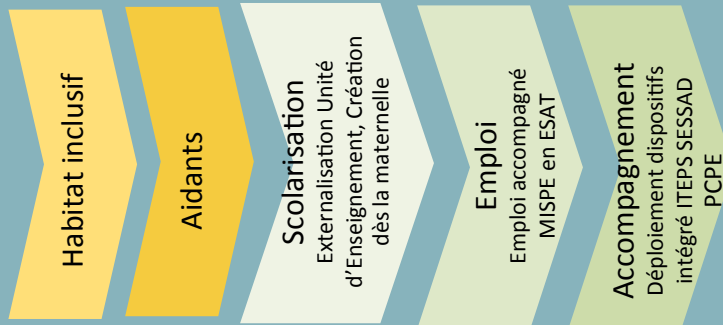 Habitat inclusif
Aidants
Scolarisation
Externalisation Unité
d'Enseignement, Création
dès la maternelle
Emploi
Emploi accompagné
MISPE en ESAT
Accompagnement
Déploiement dispositifs
intégré ITEPS SESSAD
PCPE